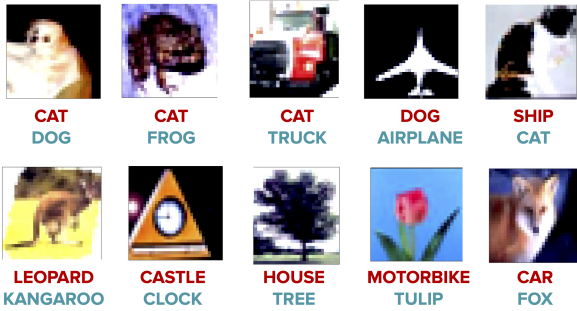 CAT CAT CAT DOG SHIP
DOG FROG TRUCK AIRPLANE CAT
LEOPARD CASTLE HOUSE MOTORBIKE CAR
KANGAROO CLOCK TREE TULIP FOX